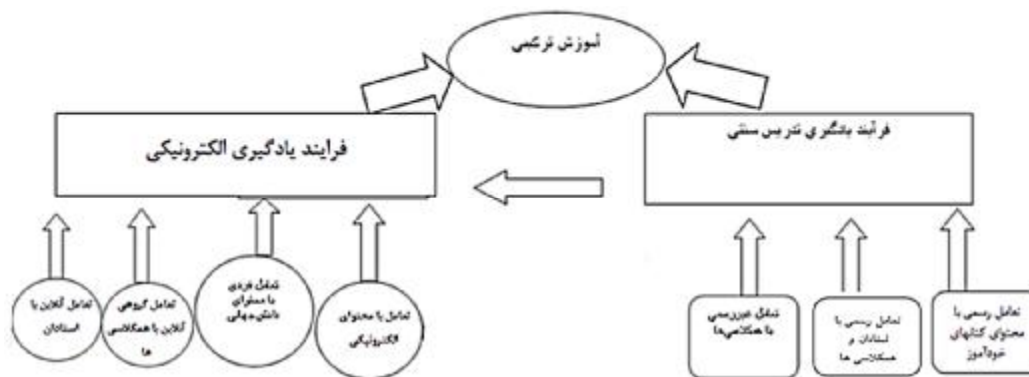 آموزش ترکیبی
فرآیند یادگیری تدریس سنتی
فرایند یادگیری الکترونیکی
تعامل رسمی با
محتوای کتابهای
خودآموز
تعامل رسمی با
استادان و
همکلاسی ها
تعامل غیررسمی
با همکلاسی‌ها
تعامل با محتوای
الکترونیکی
تعامل فردی
با محتوای
دانش جهانی
تعامل گروهی
آنلاین با همکلاسی
ها
تعامل آنلاین با
استادان